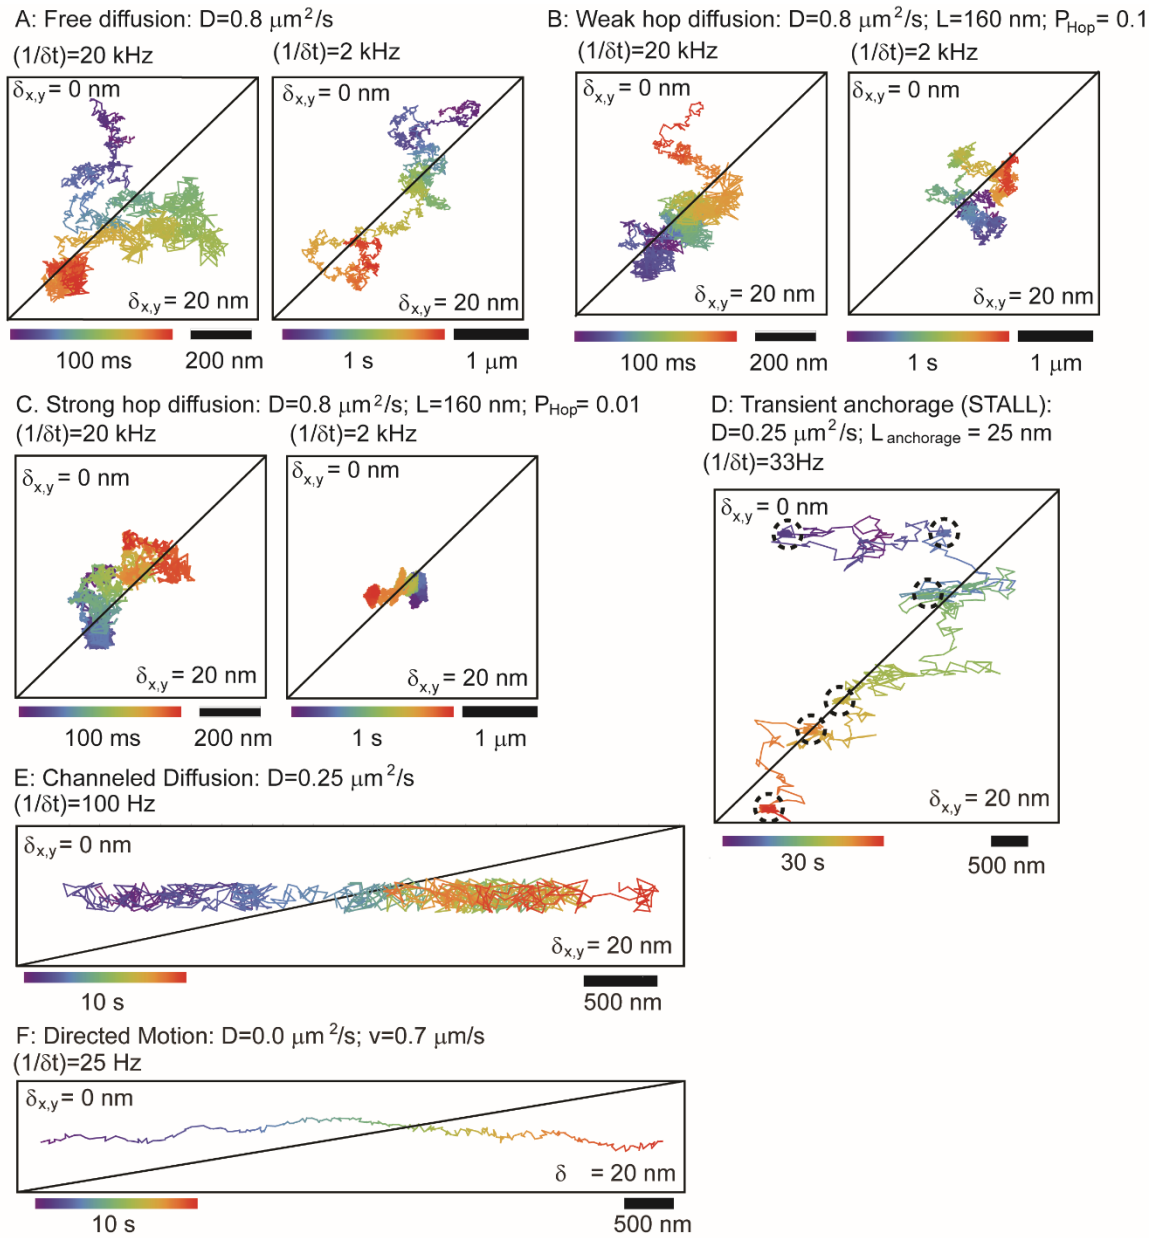 A: Free diffusion: D=0.8 μm²/s
(1/δt)=20 kHz
(1/δt)=2 kHz
δx,y = 0 nm
δx,y = 0 nm
δx,y = 20 nm
δx,y = 20 nm
100 ms
200 nm
1 s
1 μm
B: Weak hop diffusion: D=0.8 μm²/s; L=160 nm; PHop= 0.1
(1/δt)=20 kHz
(1/δt)=2 kHz
δx,y = 0 nm
δx,y = 0 nm
δx,y = 20 nm
δx,y = 20 nm
100 ms
200 nm
1 s
1 μm
C. Strong hop diffusion: D=0.8 μm²/s; L=160 nm; PHop= 0.01
(1/δt)=20 kHz
(1/δt)=2 kHz
δx,y = 0 nm
δx,y = 0 nm
δx,y = 20 nm
δx,y = 20 nm
100 ms
200 nm
1 s
1 μm
D: Transient anchorage (STALL):
D=0.25 μm²/s; Lanchorage = 25 nm
(1/δt)=33Hz
δx,y = 0 nm
δx,y = 20 nm
30 s
500 nm
E: Channeled Diffusion: D=0.25 μm²/s
(1/δt)=100 Hz
δx,y = 0 nm
δx,y = 20 nm
10 s
500 nm
F: Directed Motion: D=0.0 μm²/s; v=0.7 μm/s
(1/δt)=25 Hz
δx,y = 0 nm
δ = 20 nm
10 s
500 nm